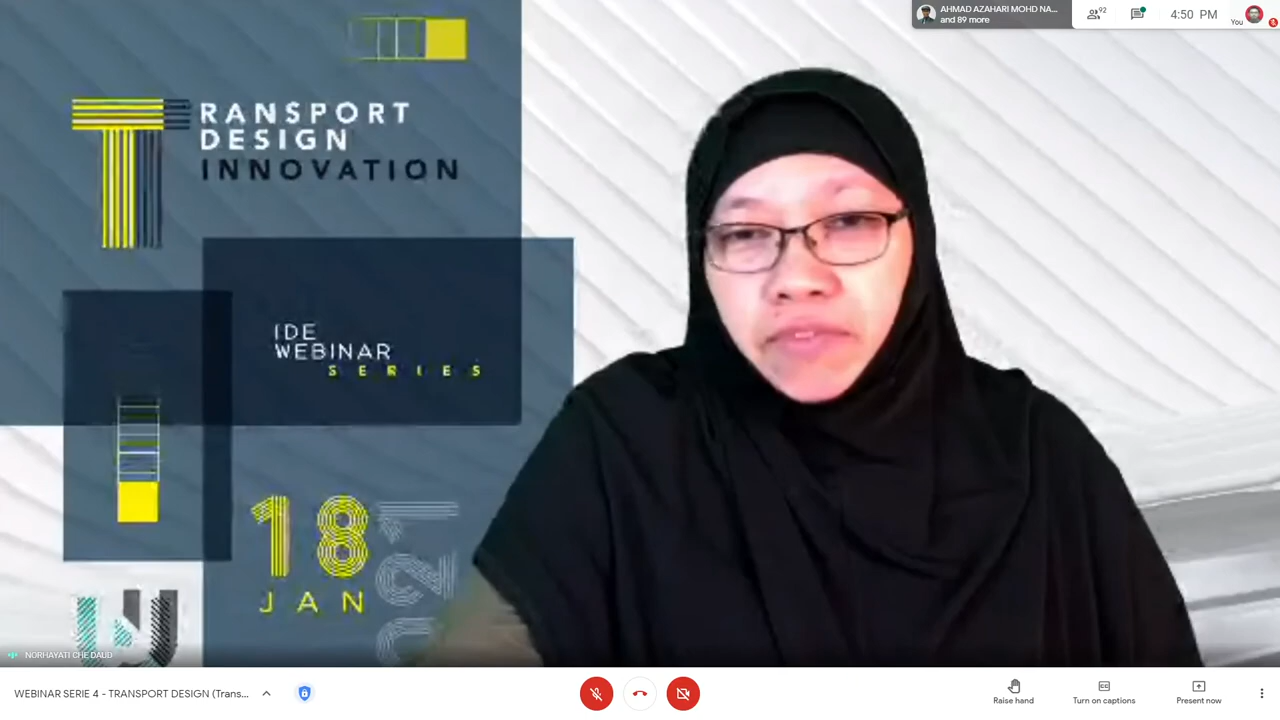 AHMAD AZAHARI MOHD NA...
and 89 more
92
4:50 PM
You
TRANSPORT
DESIGN
INNOVATION
IDE
WEBINAR
SERIES
18
JAN
NORHAYATI CHE DAUD
WEBINAR SERIE 4 - TRANSPORT DESIGN (Trans...
Raise hand
Turn on captions
Present now